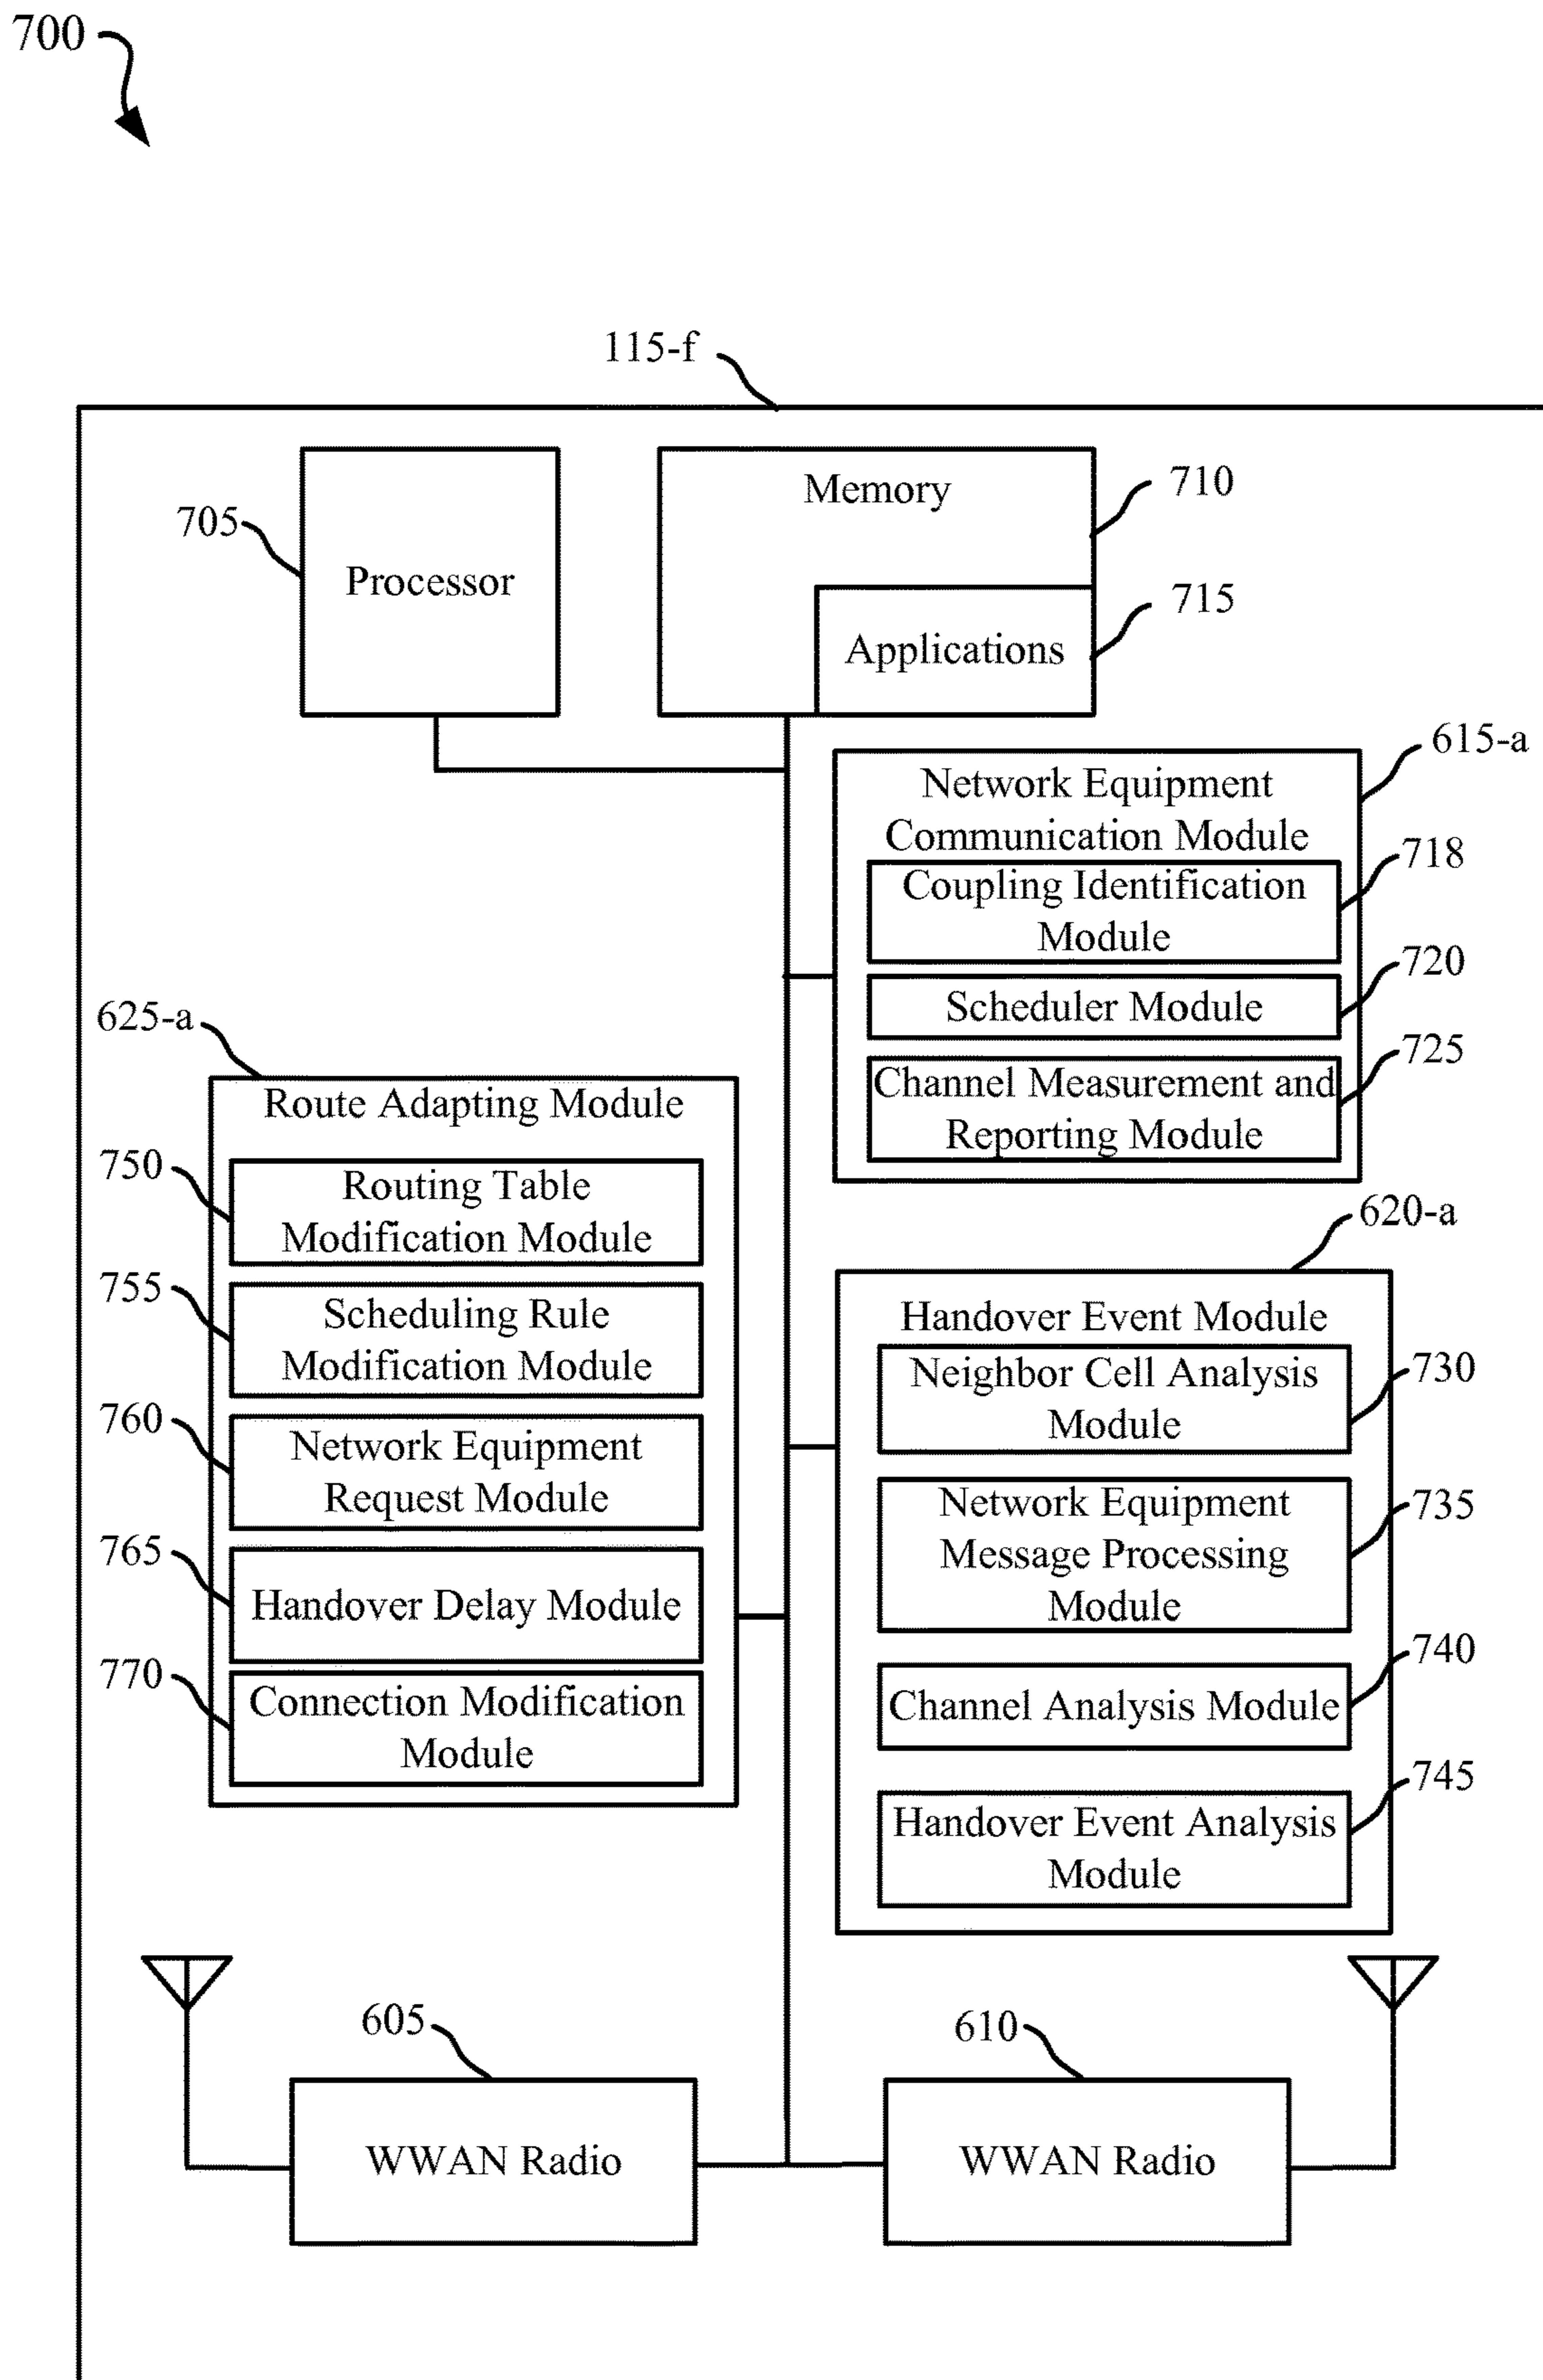 700
115-f
Memory
710
705
Processor
715
Applications
615-a
Network Equipment
Communication Module
718
Coupling Identification
Module
720
Scheduler Module
625-a
725
Channel Measurement and
Reporting Module
Route Adapting Module
750
Routing Table
Modification Module
620-a
755
Scheduling Rule
Modification Module
Handover Event Module
730
Neighbor Cell Analysis
Module
760
Network Equipment
Request Module
735
Network Equipment
Message Processing
Module
765
Handover Delay Module
740
Channel Analysis Module
770
Connection Modification
Module
745
Handover Event Analysis
Module
605
610
WWAN Radio
WWAN Radio